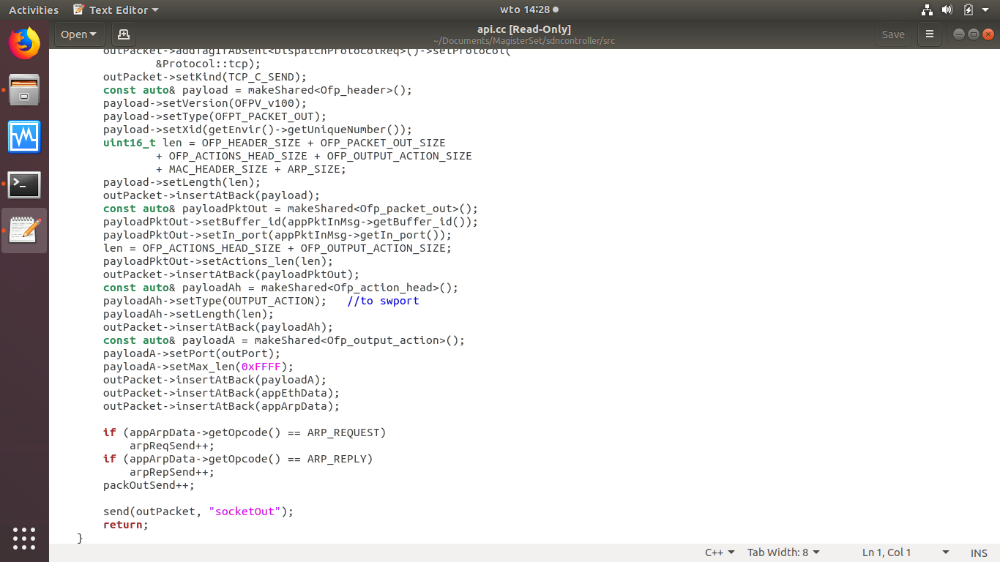 Activities Text Editor wto 14:28
Open api.cc [Read-Only] Save
~/Documents/MagisterSet/sdncontroller/src
outPacket->addTagIfAbsent<DispatchProtocolReq>()->setProtocol(
&Protocol::tcp);
outPacket->setKind(TCP_C_SEND);
const auto& payload = makeShared<Ofp_header>();
payload->setVersion(OFPV_v100);
payload->setType(OFPT_PACKET_OUT);
payload->setXid(getEnvir()->getUniqueNumber());
uint16_t len = OFP_HEADER_SIZE + OFP_PACKET_OUT_SIZE
+ OFP_ACTIONS_HEAD_SIZE + OFP_OUTPUT_ACTION_SIZE
+ MAC_HEADER_SIZE + ARP_SIZE;
payload->setLength(len);
outPacket->insertAtBack(payload);
const auto& payloadPktOut = makeShared<Ofp_packet_out>();
payloadPktOut->setBuffer_id(appPktInMsg->getBuffer_id());
payloadPktOut->setIn_port(appPktInMsg->getIn_port());
len = OFP_ACTIONS_HEAD_SIZE + OFP_OUTPUT_ACTION_SIZE;
payloadPktOut->setActions_len(len);
outPacket->insertAtBack(payloadPktOut);
const auto& payloadAh = makeShared<Ofp_action_head>();
payloadAh->setType(OUTPUT_ACTION);   //to swport
payloadAh->setLength(len);
outPacket->insertAtBack(payloadAh);
const auto& payloadA = makeShared<Ofp_output_action>();
payloadA->setPort(outPort);
payloadA->setMax_len(0xFFFF);
outPacket->insertAtBack(payloadA);
outPacket->insertAtBack(appEthData);
outPacket->insertAtBack(appArpData);
if (appArpData->getOpcode() == ARP_REQUEST)
arpReqSend++;
if (appArpData->getOpcode() == ARP_REPLY)
arpRepSend++;
packOutSend++;
send(outPacket, "socketOut");
return;
}
C++ Tab Width: 8 Ln 1, Col 1 INS